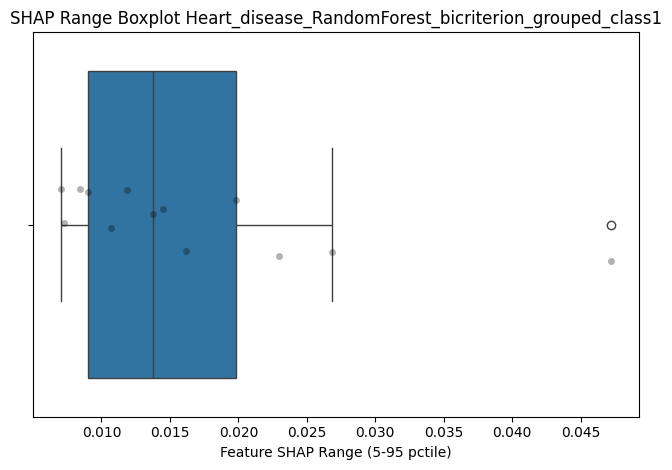 SHAP Range Boxplot Heart_disease_RandomForest_bicriterion_grouped_class1
0.010 0.015 0.020 0.025 0.030 0.035 0.040 0.045
Feature SHAP Range (5-95 pctile)